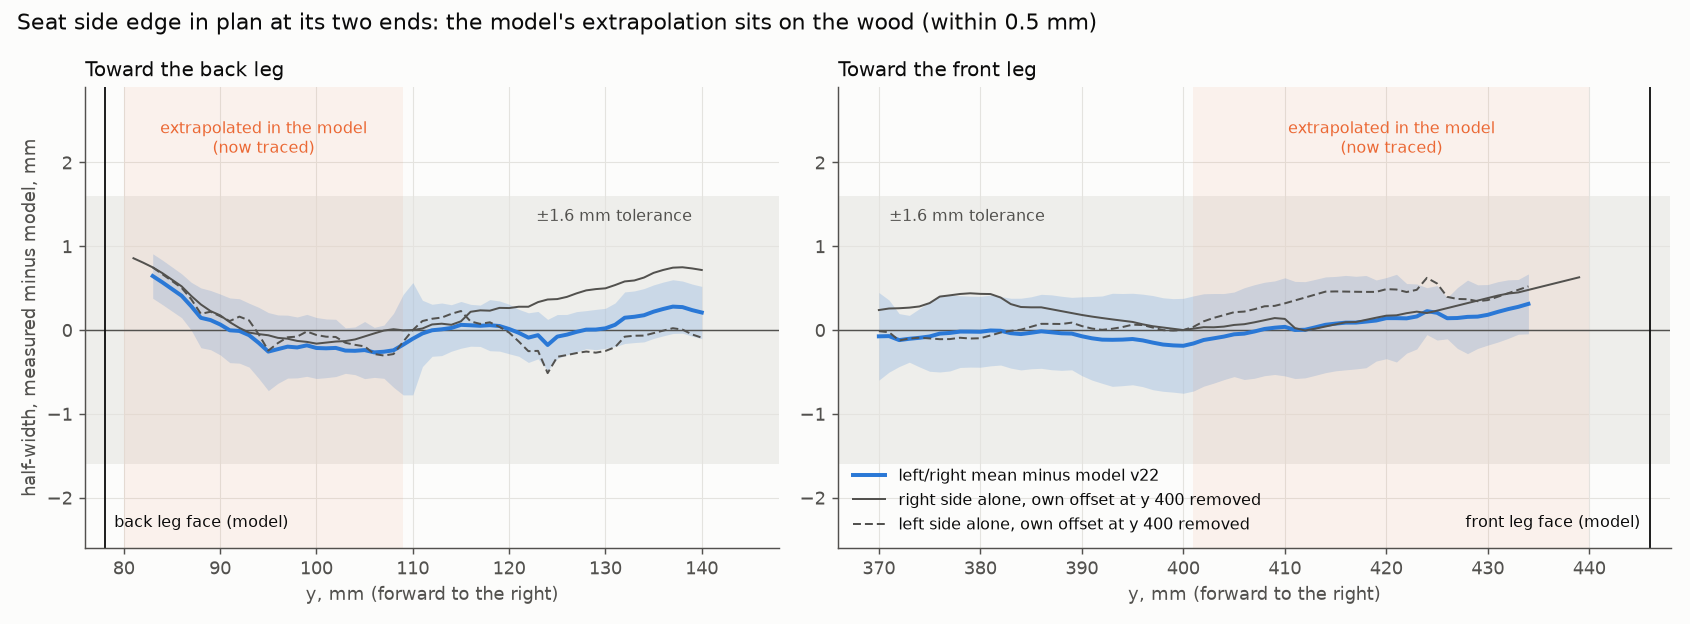 Seat side edge in plan at its two ends: the model's extrapolation sits on the wood (within 0.5 mm)
Toward the back leg
half-width, measured minus model, mm
2
1
0
−1
−2
extrapolated in the model
(now traced)
±1.6 mm tolerance
back leg face (model)
80
90
100
110
120
130
140
y, mm (forward to the right)
Toward the front leg
2
1
0
−1
−2
extrapolated in the model
(now traced)
±1.6 mm tolerance
left/right mean minus model v22
right side alone, own offset at y 400 removed
left side alone, own offset at y 400 removed
front leg face (model)
370
380
390
400
410
420
430
440
y, mm (forward to the right)